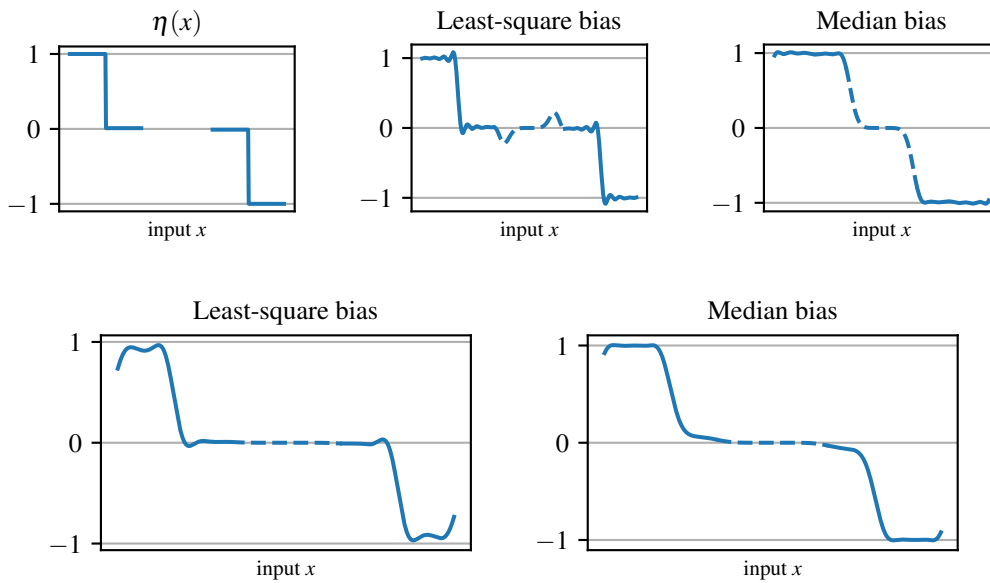 η(x)
1
0
−1
input x
Least-square bias
1
0
−1
input x
Median bias
1
0
−1
input x
Least-square bias
1
0
−1
input x
Median bias
1
0
−1
input x